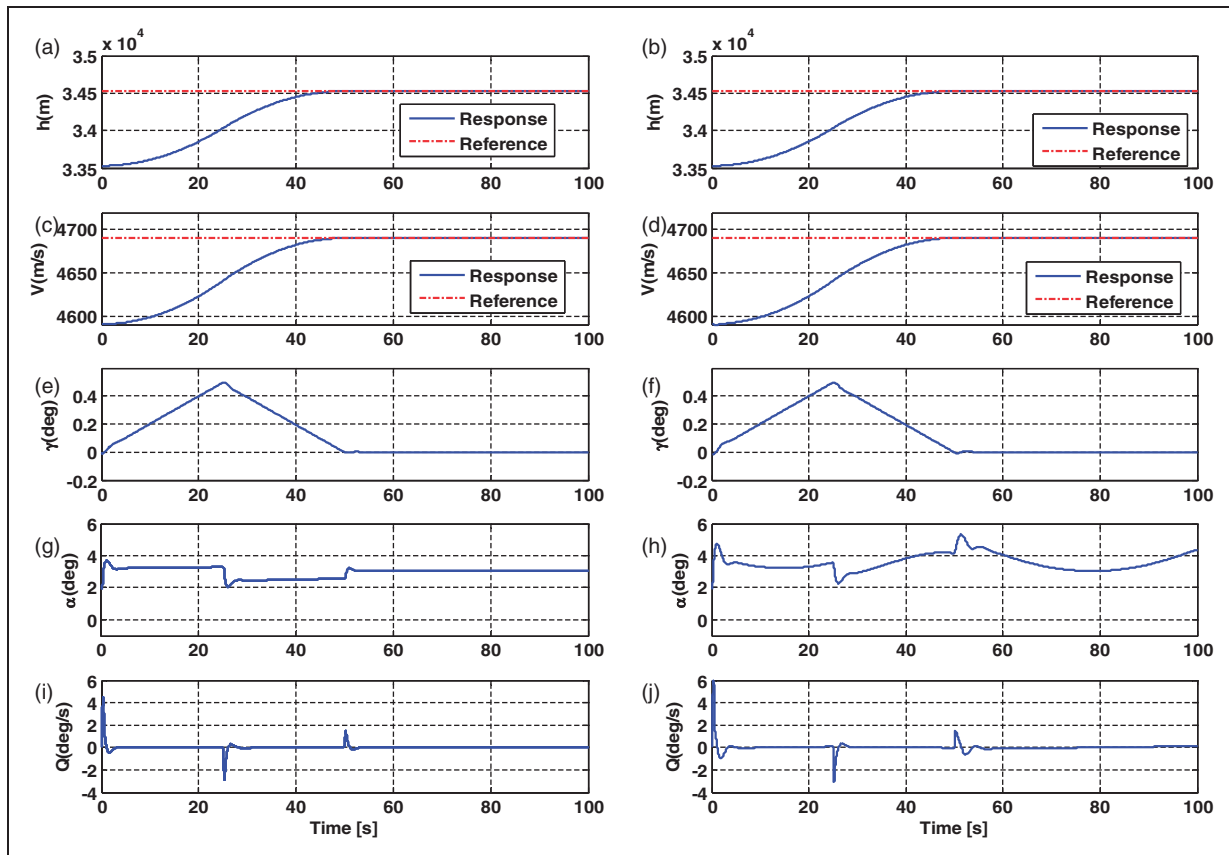 (a) x 10^4
3.5
3.45
3.4
3.35
h(m)
Response
Reference
0 20 40 60 80 100
(b) x 10^4
3.5
3.45
3.4
3.35
h(m)
Response
Reference
0 20 40 60 80 100
(c)
4700
4650
4600
V(m/s)
Response
Reference
0 20 40 60 80 100
(d)
4700
4650
4600
V(m/s)
Response
Reference
0 20 40 60 80 100
(e)
0.4
0.2
0
-0.2
γ(deg)
0 20 40 60 80 100
(f)
0.4
0.2
0
-0.2
γ(deg)
0 20 40 60 80 100
(g)
6
4
2
0
α(deg)
0 20 40 60 80 100
(h)
6
4
2
0
α(deg)
0 20 40 60 80 100
(i)
6
4
2
0
-2
-4
Q(deg/s)
0 20 40 60 80 100
Time [s]
(j)
6
4
2
0
-2
-4
Q(deg/s)
0 20 40 60 80 100
Time [s]